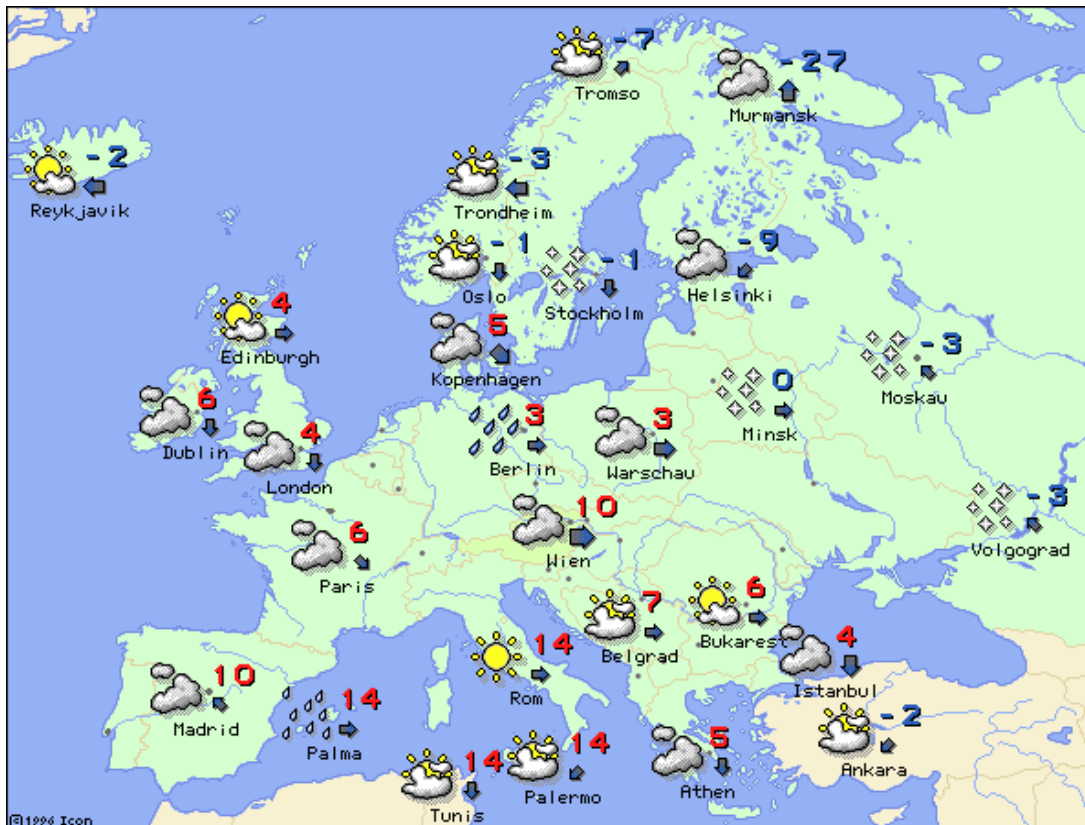 -7
Tromso
-27
Murmansk
-2
Reykjavik
-3
Trondheim
-1
Oslo
-1
Stockholm
-9
Helsinki
4
Edinburgh
5
Kopenhagen
-3
Moskau
0
Minsk
6
Dublin
4
London
3
Berlin
3
Warschau
-3
Volgograd
10
Wien
6
Paris
7
Belgrad
6
Bukarest
4
Istanbul
14
Rom
10
Madrid
14
Palma
-2
Ankara
14
Tunis
14
Palermo
5
Athen
©1996 Icon